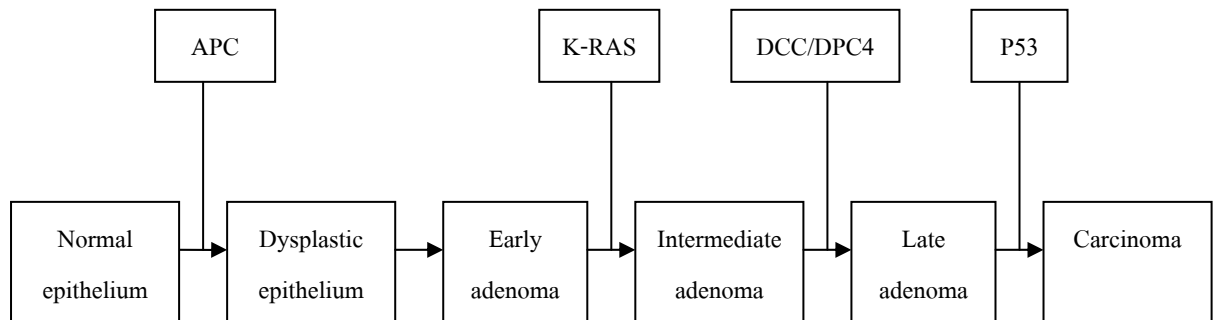 APC
K-RAS
DCC/DPC4
P53
Normal
epithelium
Dysplastic
epithelium
Early
adenoma
Intermediate
adenoma
Late
adenoma
Carcinoma